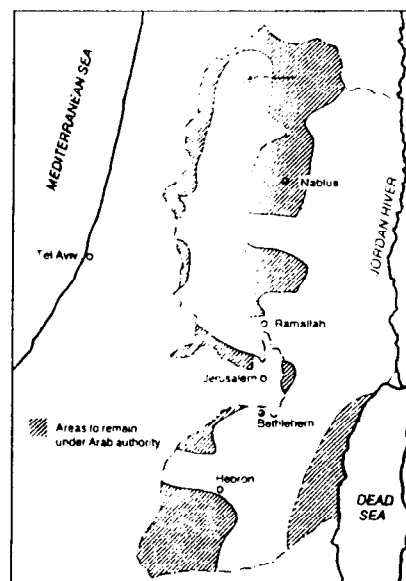 MEDITERRANEAN SEA
Nablus
JORDAN RIVER
Tel Aviv
Ramallah
Jerusalem
Areas to remain
under Arab authority
Bethlehem
Hebron
DEAD
SEA